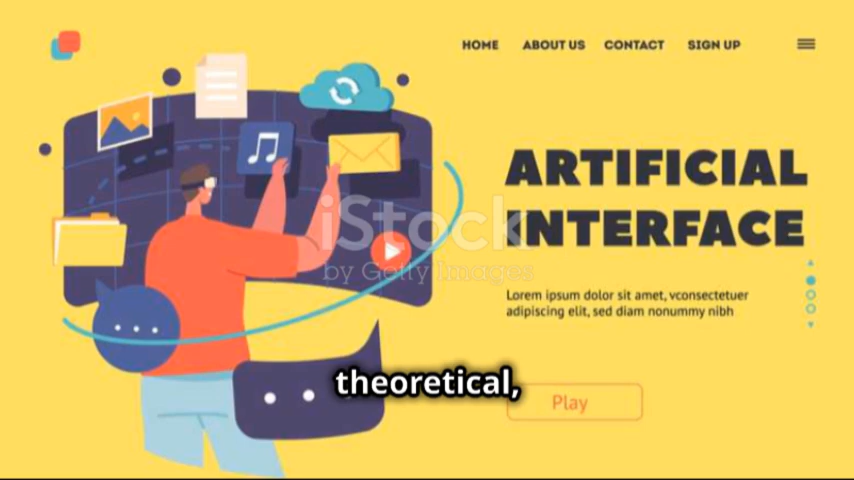 HOME ABOUT US CONTACT SIGN UP
ARTIFICIAL
INTERFACE
iStock
by Getty Images
Lorem ipsum dolor sit amet, vconsectetuer
adipiscing elit, sed diam nonummy nibh
theoretical,
Play